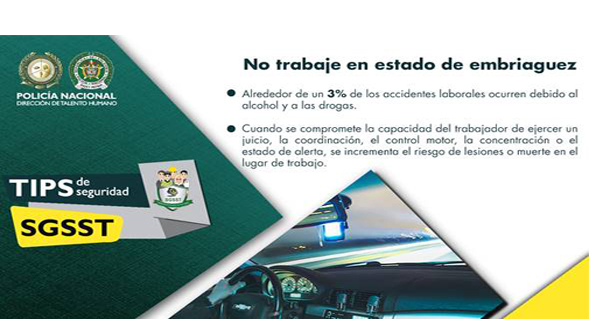 No trabaje en estado de embriaguez
Alrededor de un 3% de los accidentes laborales ocurren debido al
alcohol y a las drogas.
Cuando se compromete la capacidad del trabajador de ejercer un
juicio, la coordinación, el control motor, la concentración o el
estado de alerta, se incrementa el riesgo de lesiones o muerte en el
lugar de trabajo.
POLICÍA NACIONAL
DIRECCIÓN DE TALENTO HUMANO
TIPS de
seguridad
SGSST
SGSST